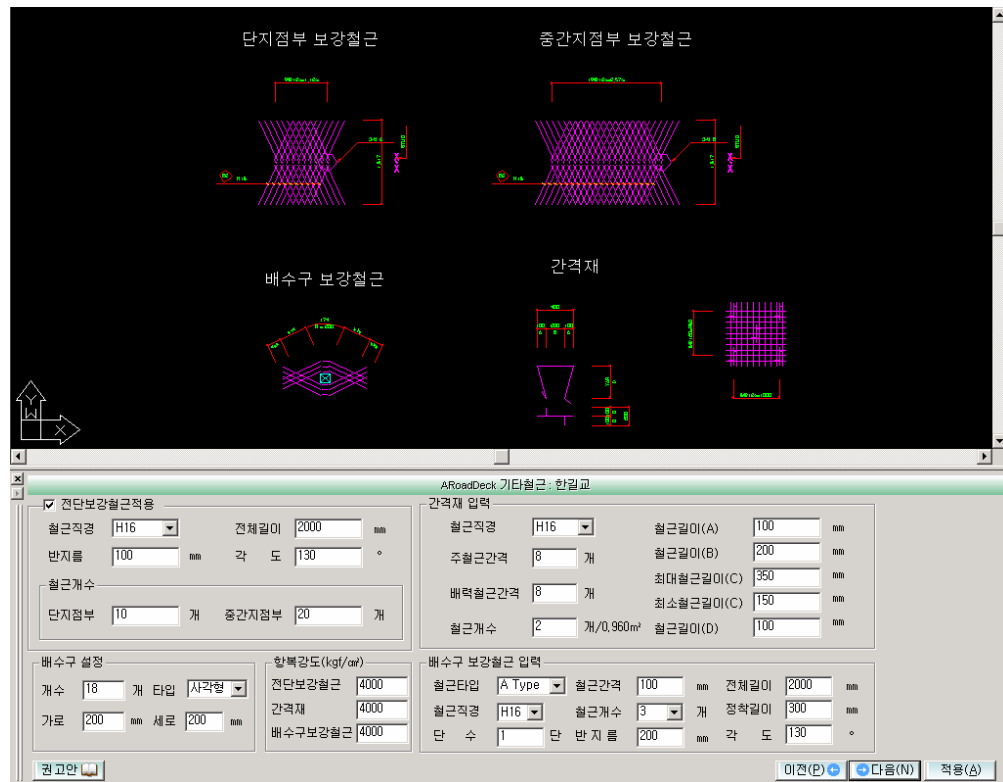 단지점부 보강철근
중간지점부 보강철근
배수구 보강철근
간격재
Y
W
X
ARoadDeck 기타철근 : 한길교
전단보강철근적용
철근직경 H16 전체길이 2000 mm
반지름 100 mm 각 도 130 °
철근개수
단지점부 10 개 중간지점부 20 개
간격재 입력
철근직경 H16 철근길이(A) 100 mm
주철근간격 8 개 철근길이(B) 200 mm
최대철근길이(C) 350 mm
배력철근간격 8 개 최소철근길이(C) 150 mm
철근개수 2 개/0,960m² 철근길이(D) 100 mm
배수구 설정
개수 18 개 타입 사각형
가로 200 mm 세로 200 mm
항복강도(kgf/㎠)
전단보강철근 4000
간격재 4000
배수구보강철근 4000
배수구 보강철근 입력
철근타입 A Type 철근간격 100 mm 전체길이 2000 mm
철근직경 H16 철근개수 3 개 정착길이 300 mm
단 수 1 단 반 지 름 200 mm 각 도 130 °
권고안 이전(P) 다음(N) 적용(A)